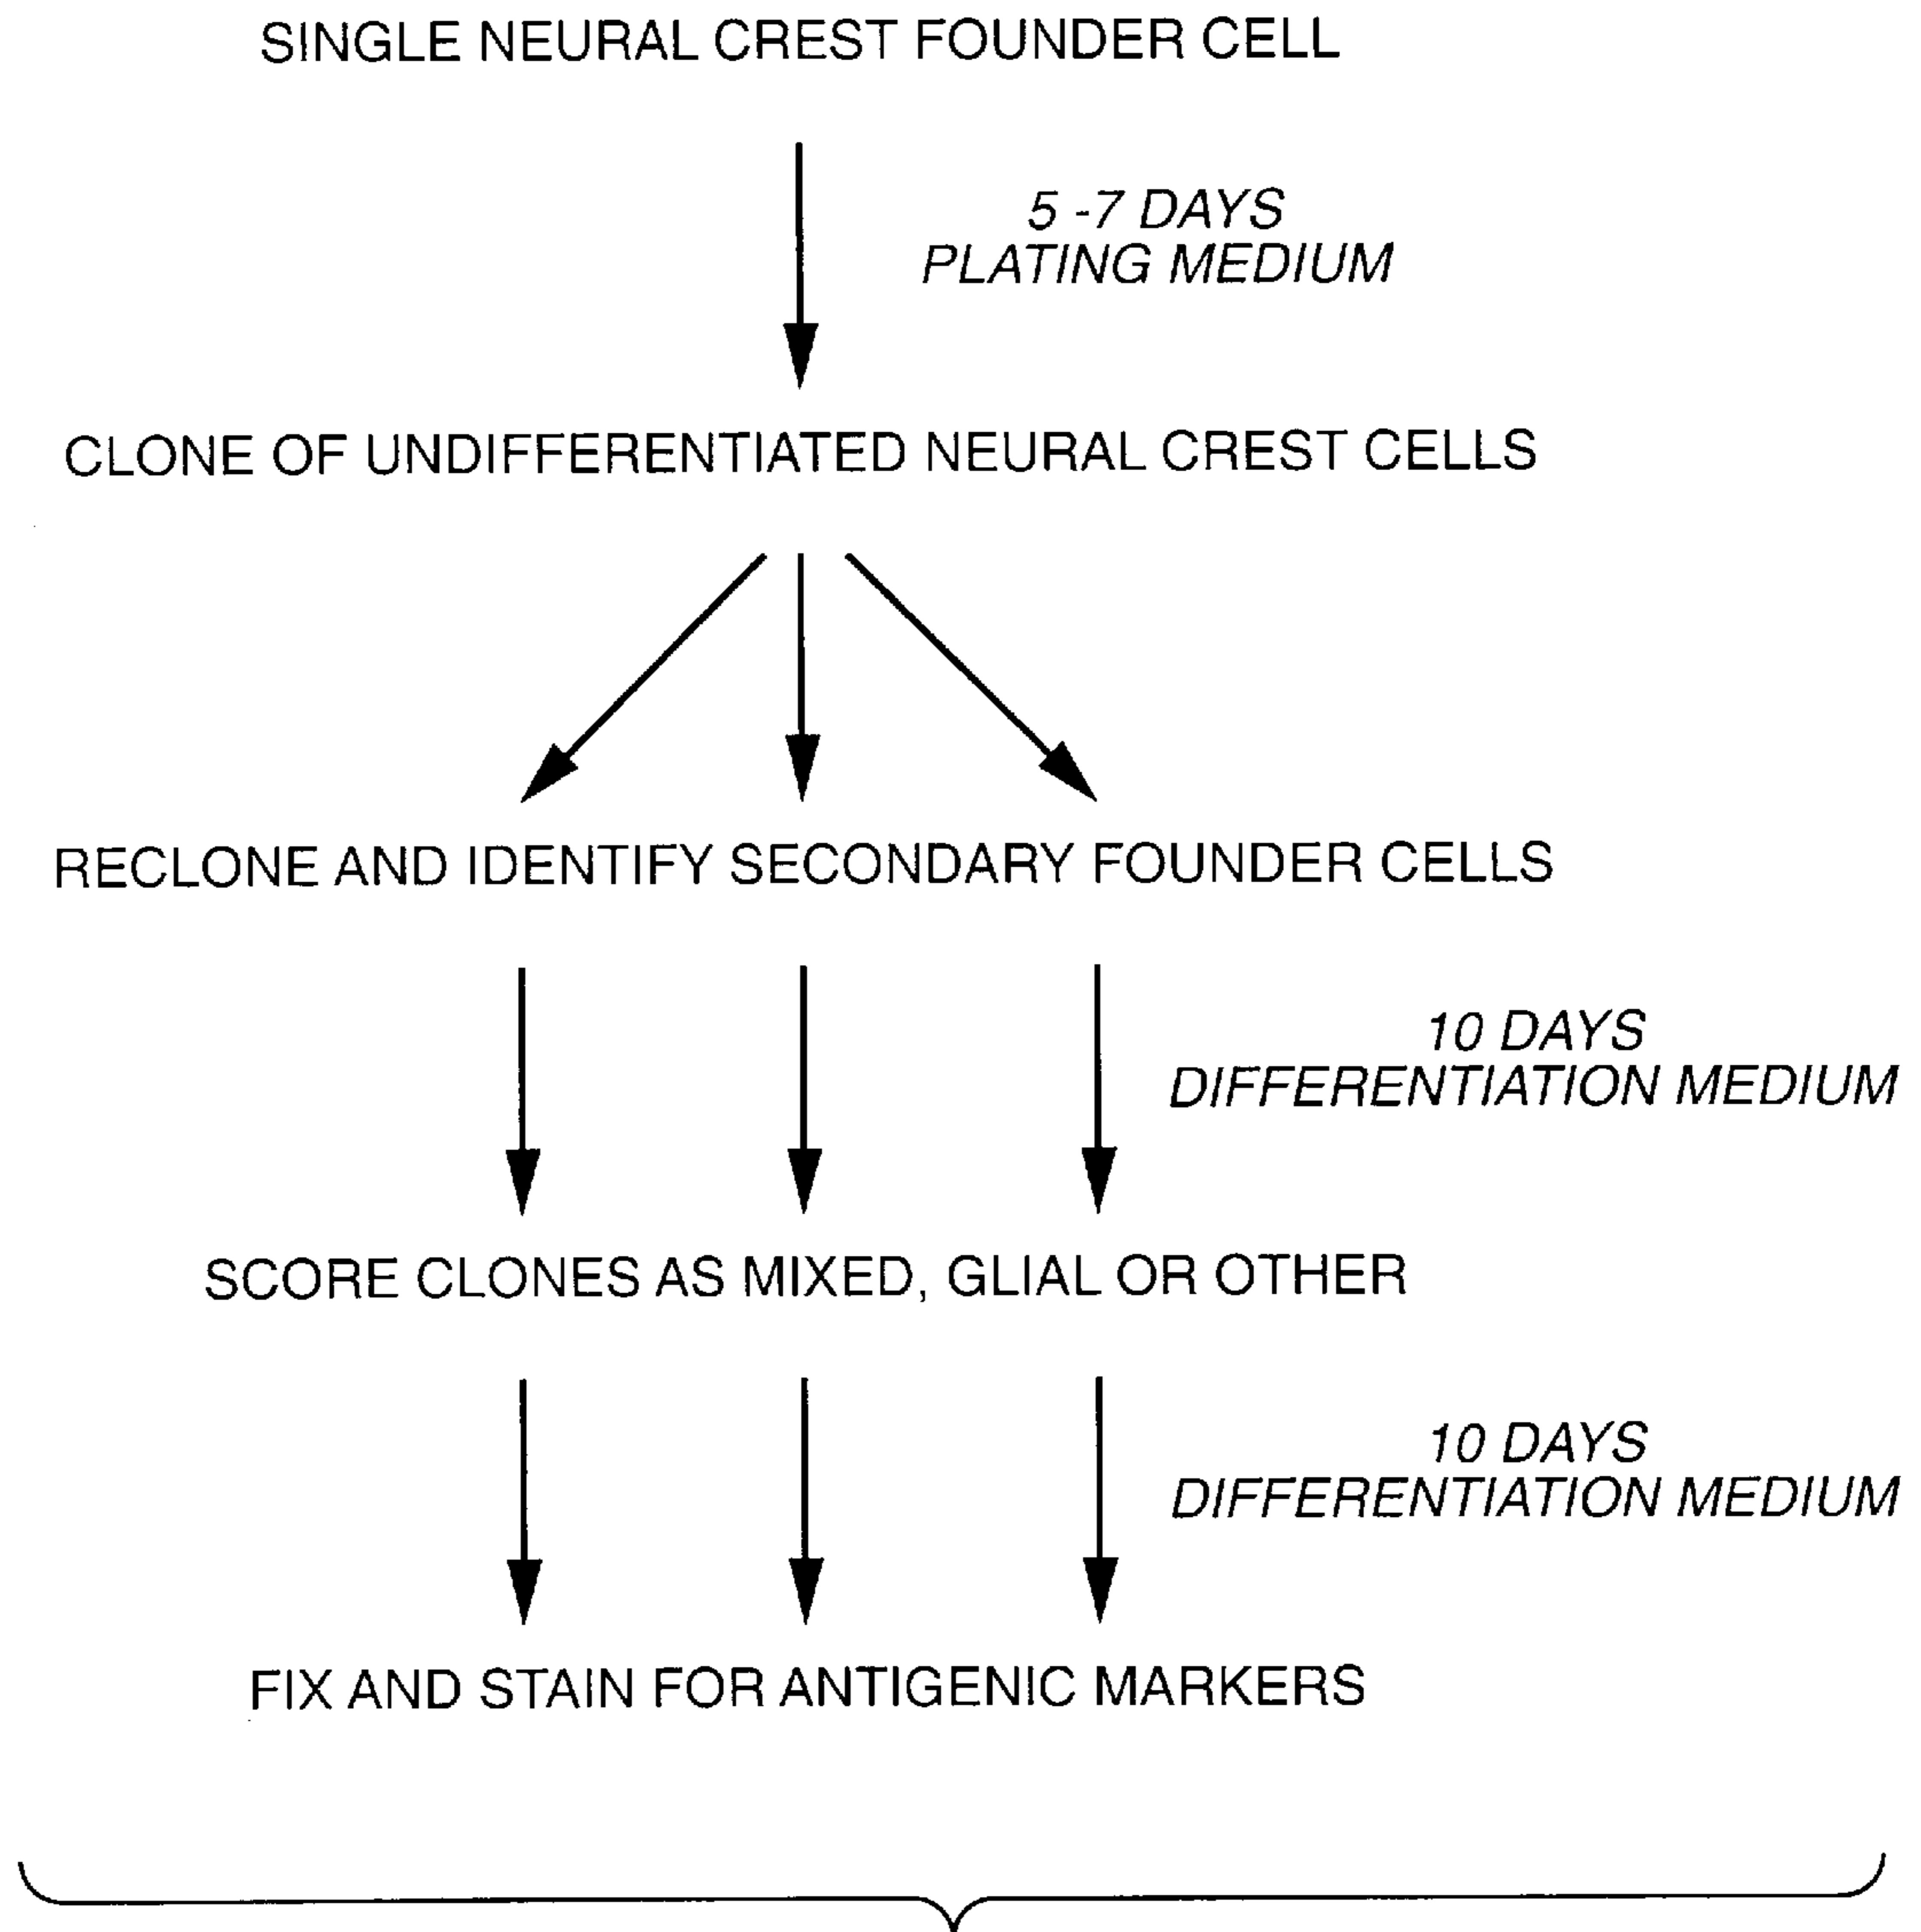 SINGLE NEURAL CREST FOUNDER CELL
5 -7 DAYS
PLATING MEDIUM
CLONE OF UNDIFFERENTIATED NEURAL CREST CELLS
RECLONE AND IDENTIFY SECONDARY FOUNDER CELLS
10 DAYS
DIFFERENTIATION MEDIUM
SCORE CLONES AS MIXED, GLIAL OR OTHER
10 DAYS
DIFFERENTIATION MEDIUM
FIX AND STAIN FOR ANTIGENIC MARKERS